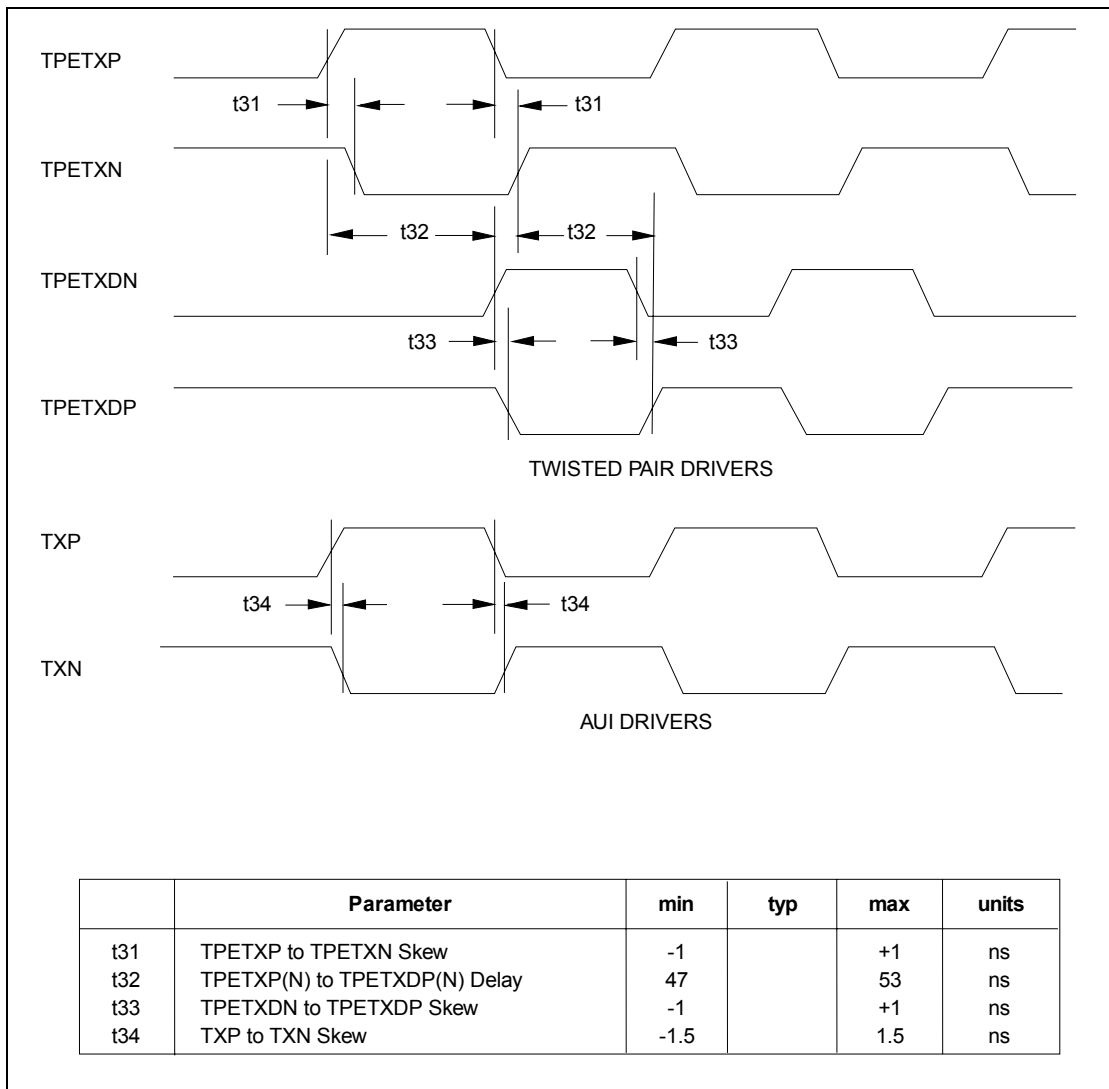 TPETXP
t31 t31
TPETXN
t32 t32
TPETXDN
t33 t33
TPETXDP
TWISTED PAIR DRIVERS
TXP
t34 t34
TXN
AUI DRIVERS
Parameter min typ max units
t31 TPETXP to TPETXN Skew -1 +1 ns
t32 TPETXP(N) to TPETXDP(N) Delay 47 53 ns
t33 TPETXDN to TPETXDP Skew -1 +1 ns
t34 TXP to TXN Skew -1.5 1.5 ns